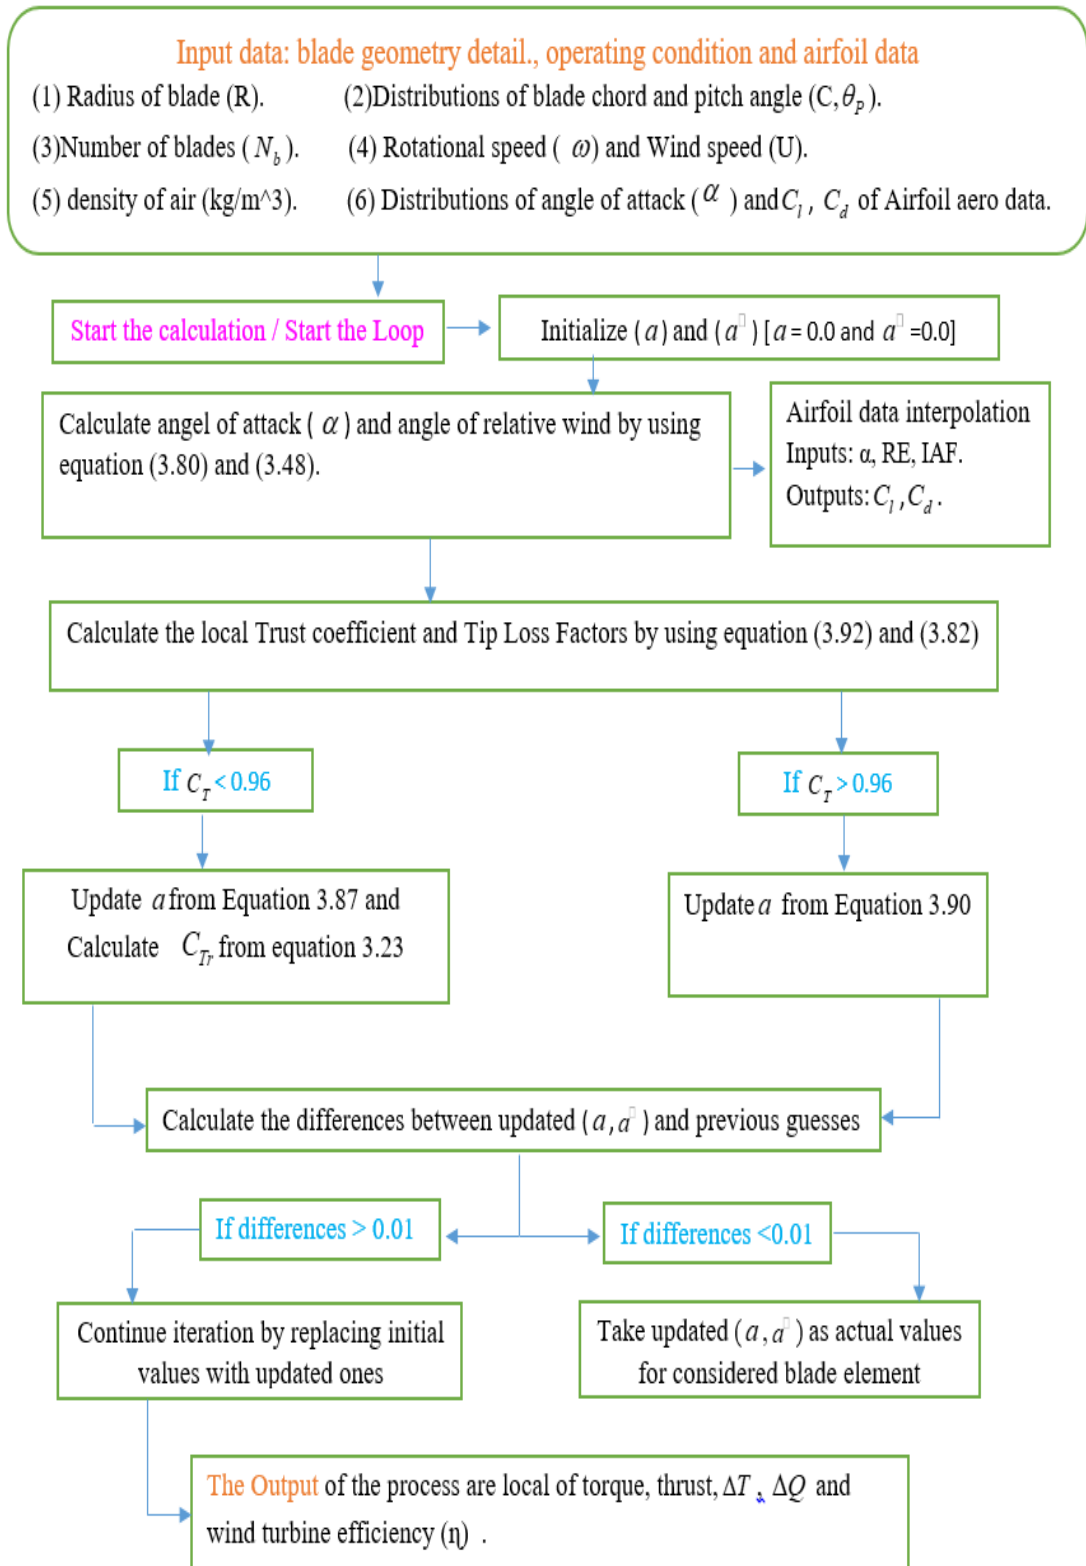 Input data: blade geometry detail., operating condition and airfoil data
(1) Radius of blade (R). (2)Distributions of blade chord and pitch angle (C,θ_P).
(3)Number of blades ( N_b ). (4) Rotational speed ( ω) and Wind speed (U).
(5) density of air (kg/m^3). (6) Distributions of angle of attack ( α ) and C_l , C_d of Airfoil aero data.
Start the calculation / Start the Loop
Initialize ( a ) and ( a▯ ) [ a = 0.0 and a▯ =0.0]
Calculate angel of attack ( α ) and angle of relative wind by using
equation (3.80) and (3.48).
Airfoil data interpolation
Inputs: α, RE, IAF.
Outputs: C_l , C_d .
Calculate the local Trust coefficient and Tip Loss Factors by using equation (3.92) and (3.82)
If C_T < 0.96
If C_T > 0.96
Update a from Equation 3.87 and
Calculate C_Tr from equation 3.23
Update a from Equation 3.90
Calculate the differences between updated ( a , a▯ ) and previous guesses
If differences > 0.01
If differences <0.01
Continue iteration by replacing initial
values with updated ones
Take updated ( a , a▯ ) as actual values
for considered blade element
The Output of the process are local of torque, thrust, ΔT , ΔQ and
wind turbine efficiency (η) .